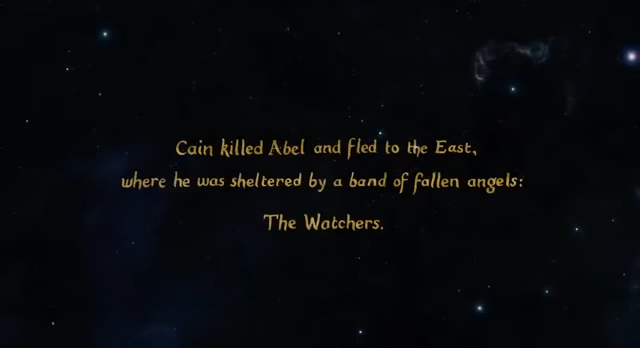 Cain killed Abel and fled to the East,
where he was sheltered by a band of fallen angels:
The Watchers.